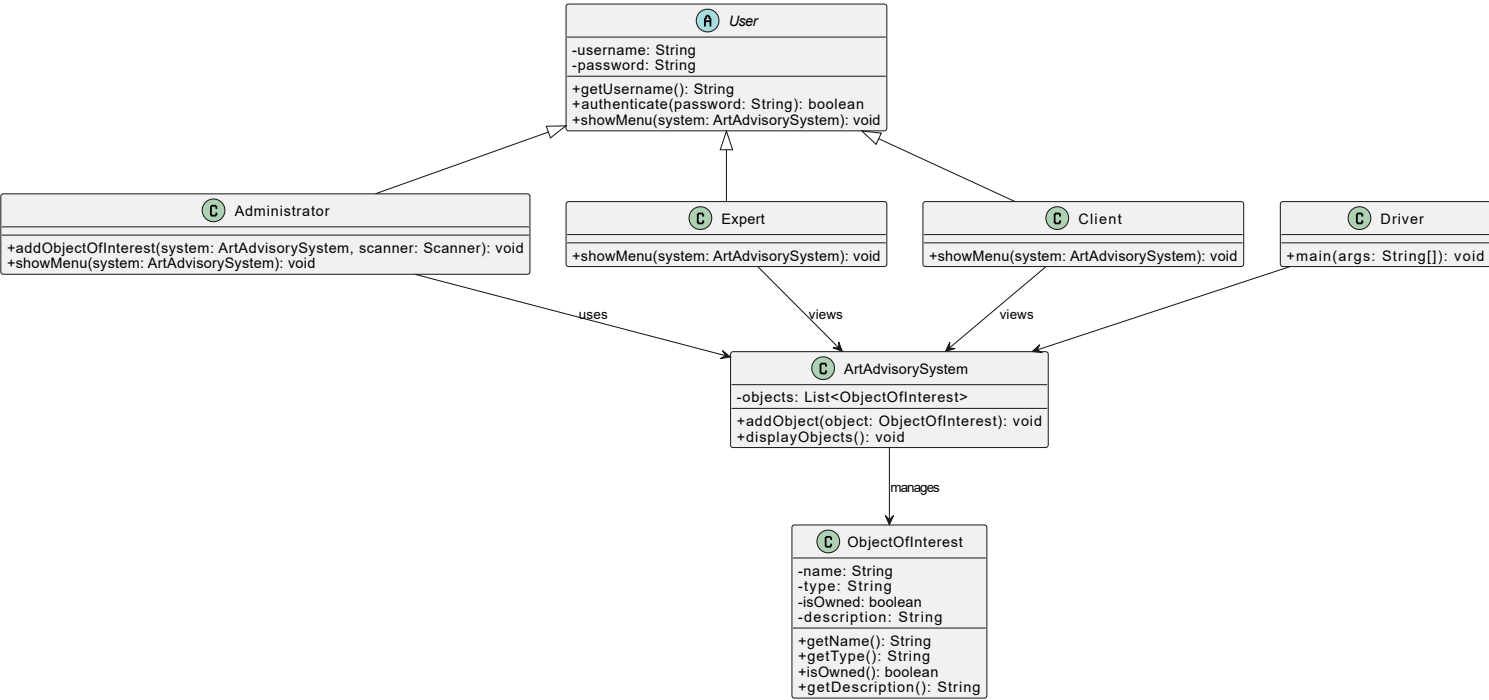 A User
-username: String
-password: String
+getUsername(): String
+authenticate(password: String): boolean
+showMenu(system: ArtAdvisorySystem): void
C Administrator
+addObjectOfInterest(system: ArtAdvisorySystem, scanner: Scanner): void
+showMenu(system: ArtAdvisorySystem): void
C Expert
+showMenu(system: ArtAdvisorySystem): void
C Client
+showMenu(system: ArtAdvisorySystem): void
C Driver
+main(args: String[]): void
uses
views
views
C ArtAdvisorySystem
-objects: List<ObjectOfInterest>
+addObject(object: ObjectOfInterest): void
+displayObjects(): void
manages
C ObjectOfInterest
-name: String
-type: String
-isOwned: boolean
-description: String
+getName(): String
+getType(): String
+isOwned(): boolean
+getDescription(): String